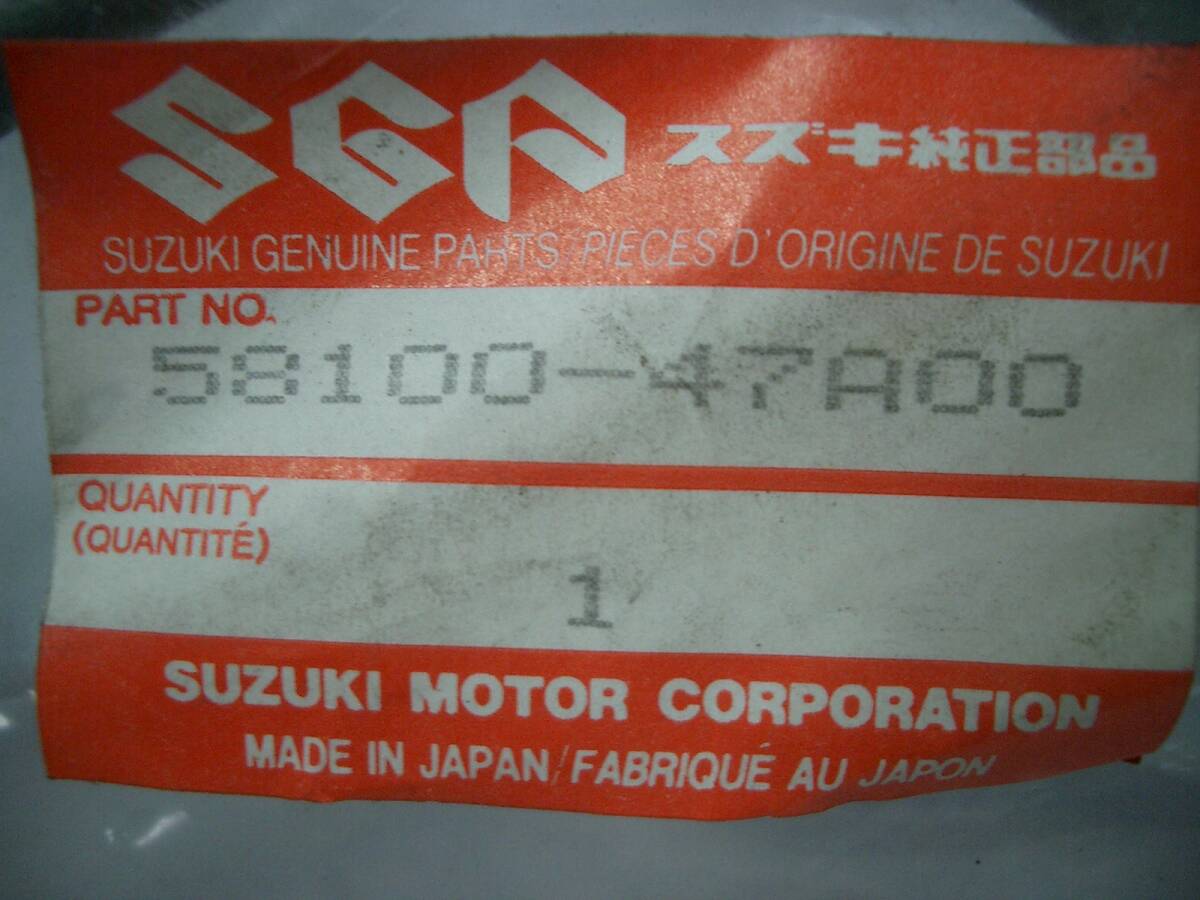 SGP スズキ純正部品
SUZUKI GENUINE PARTS/PIECES D'ORIGINE DE SUZUKI
PART NO.
58100-47A00
QUANTITY
(QUANTITÉ)
1
SUZUKI MOTOR CORPORATION
MADE IN JAPAN/FABRIQUÉ AU JAPON